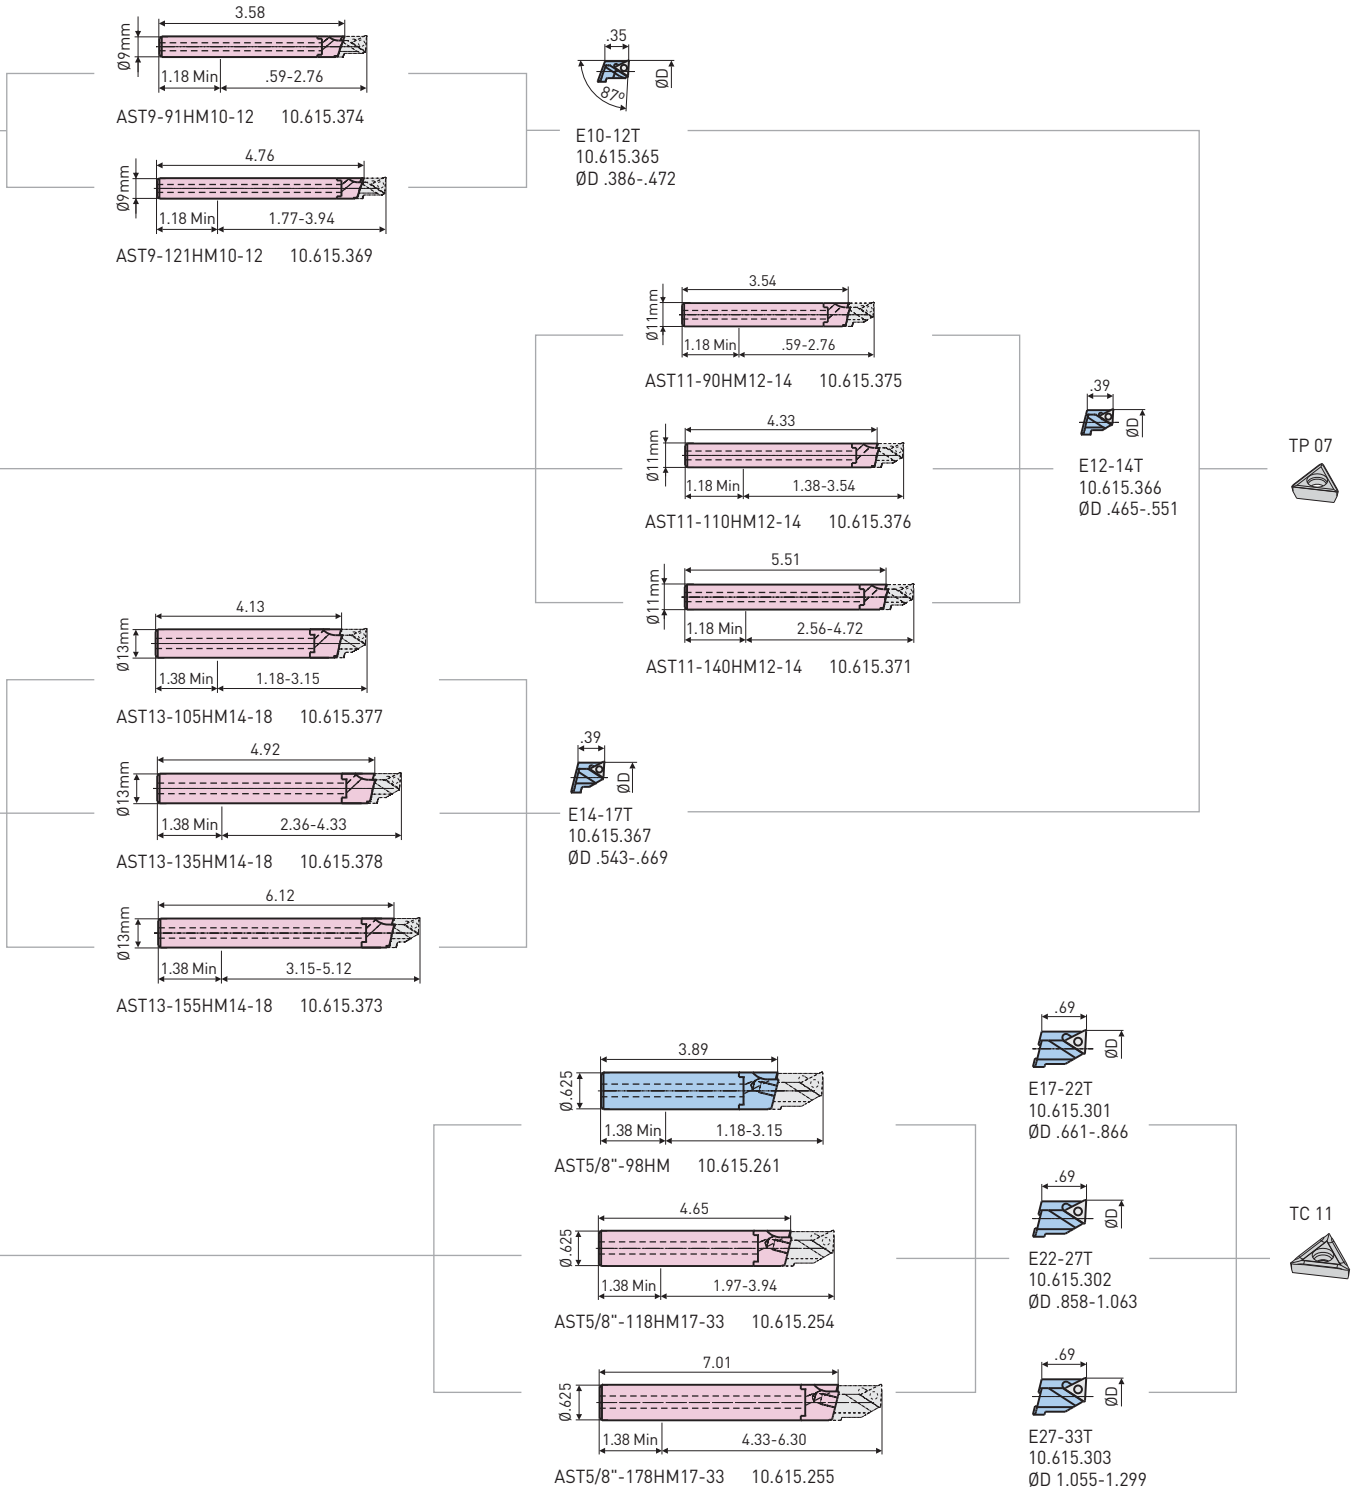 3.58
Ø9mm
1.18 Min
.59-2.76
AST9-91HM10-12 10.615.374
4.76
Ø9mm
1.18 Min
1.77-3.94
AST9-121HM10-12 10.615.369
.35
ØD
87º
E10-12T
10.615.365
ØD .386-.472
3.54
Ø11mm
1.18 Min
.59-2.76
AST11-90HM12-14 10.615.375
4.33
Ø11mm
1.18 Min
1.38-3.54
AST11-110HM12-14 10.615.376
5.51
Ø11mm
1.18 Min
2.56-4.72
AST11-140HM12-14 10.615.371
.39
ØD
E12-14T
10.615.366
ØD .465-.551
TP 07
4.13
Ø13mm
1.38 Min
1.18-3.15
AST13-105HM14-18 10.615.377
4.92
Ø13mm
1.38 Min
2.36-4.33
AST13-135HM14-18 10.615.378
6.12
Ø13mm
1.38 Min
3.15-5.12
AST13-155HM14-18 10.615.373
.39
ØD
E14-17T
10.615.367
ØD .543-.669
3.89
Ø.625
1.38 Min
1.18-3.15
AST5/8"-98HM 10.615.261
4.65
Ø.625
1.38 Min
1.97-3.94
AST5/8"-118HM17-33 10.615.254
7.01
Ø.625
1.38 Min
4.33-6.30
AST5/8"-178HM17-33 10.615.255
.69
ØD
E17-22T
10.615.301
ØD .661-.866
.69
ØD
E22-27T
10.615.302
ØD .858-1.063
.69
ØD
E27-33T
10.615.303
ØD 1.055-1.299
TC 11